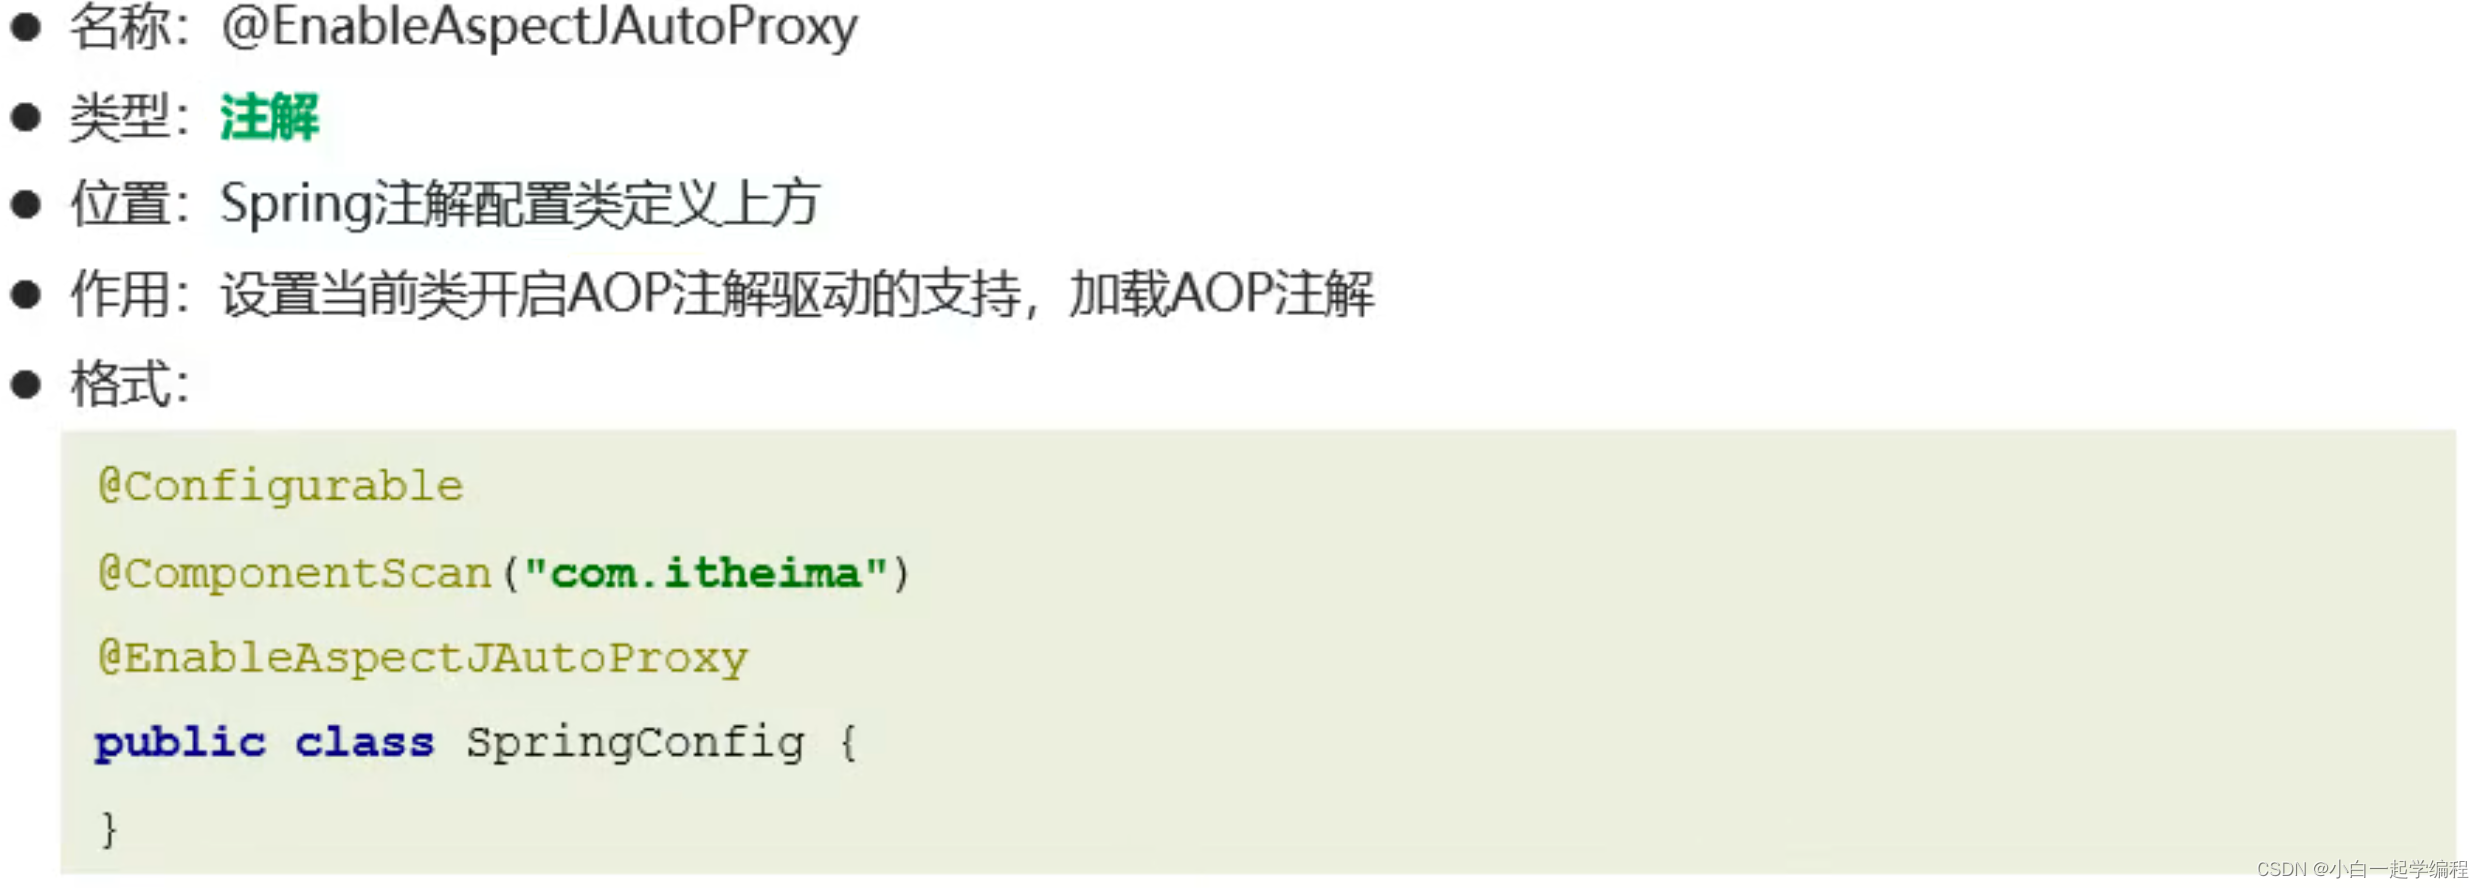 ● 名称：@EnableAspectJAutoProxy
● 类型：注解
● 位置：Spring注解配置类定义上方
● 作用：设置当前类开启AOP注解驱动的支持，加载AOP注解
● 格式：
@Configurable
@ComponentScan("com.itheima")
@EnableAspectJAutoProxy
public class SpringConfig {
}
CSDN @小白一起学编程